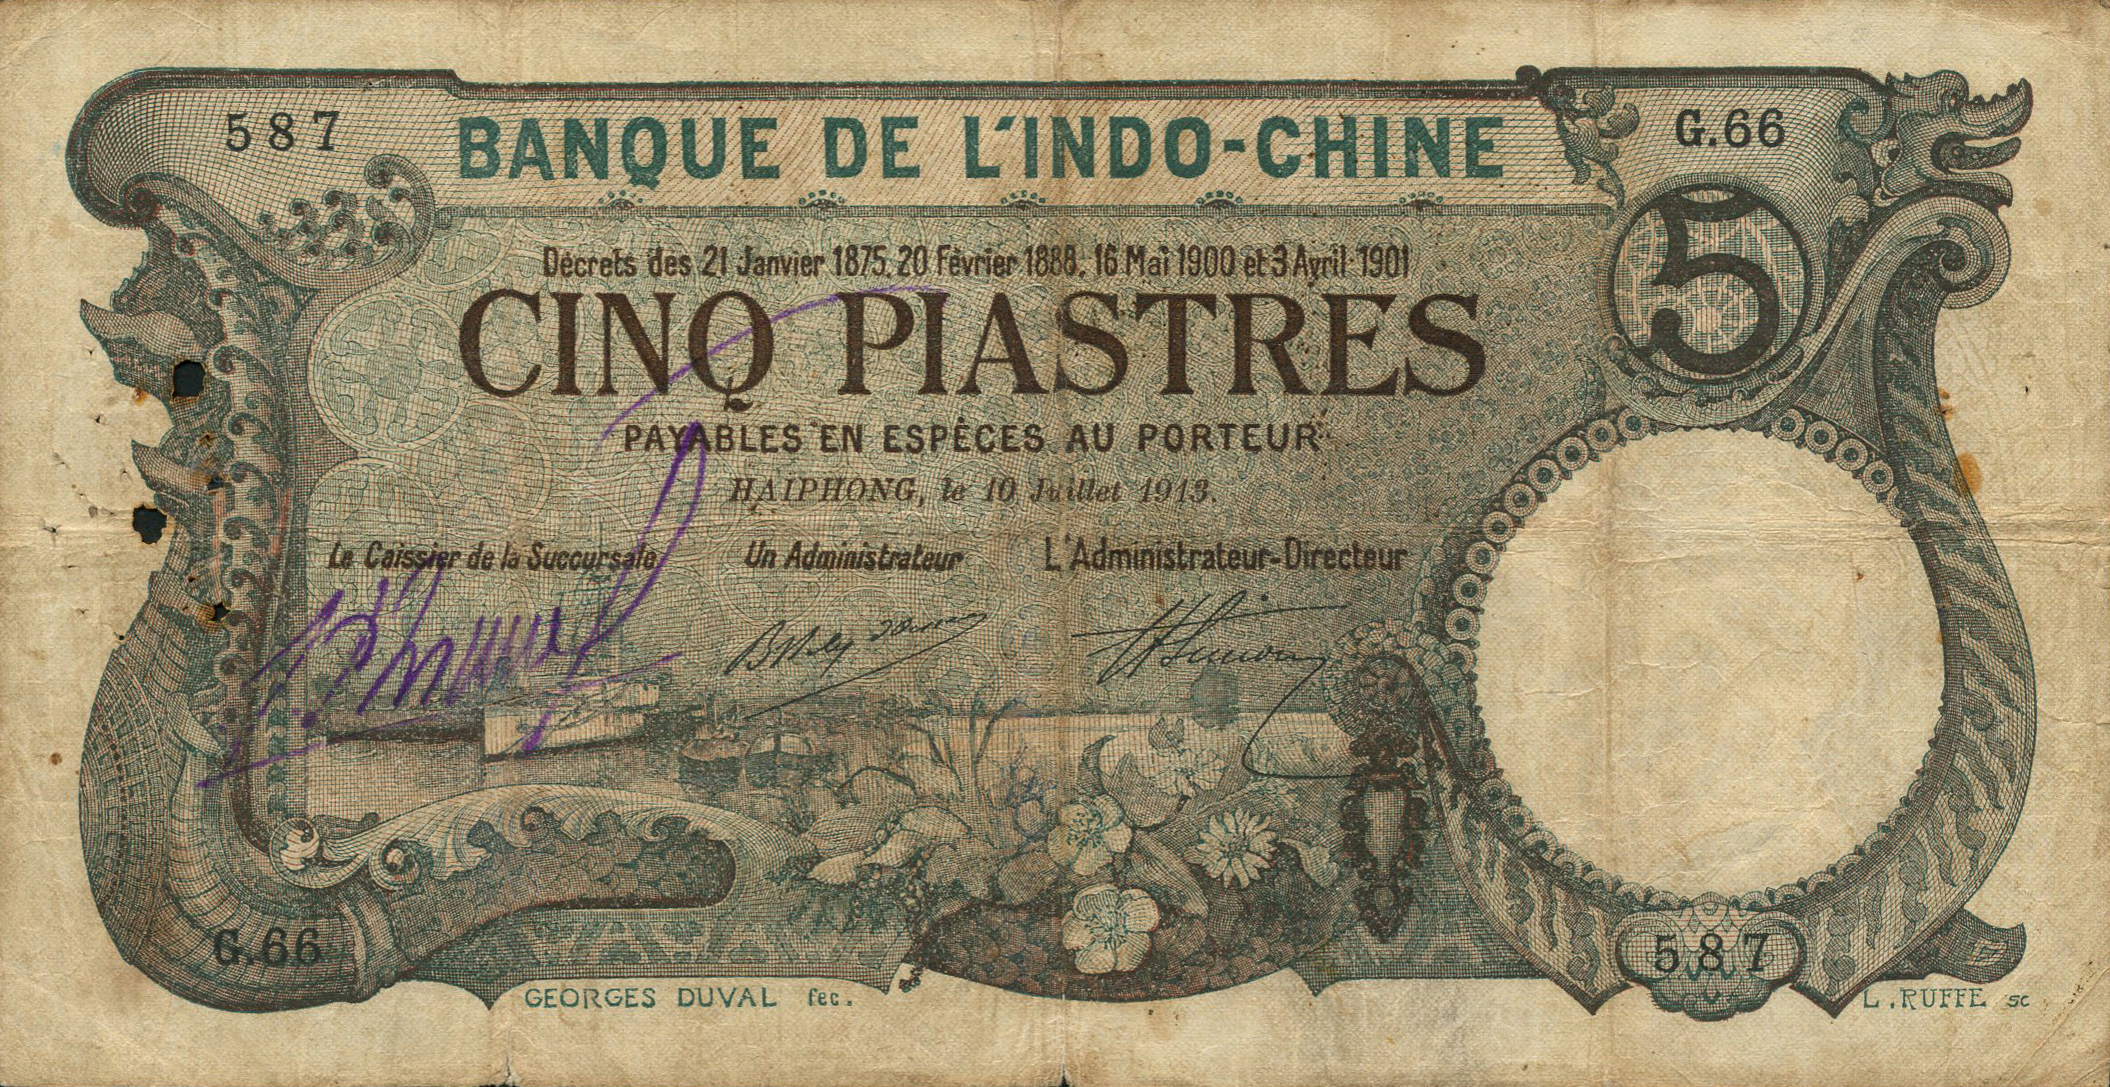 587
G.66
BANQUE DE L'INDO-CHINE
5
Décrets des 21 Janvier 1875, 20 Février 1888, 16 Mai 1900 et 3 Avril 1901
CINQ PIASTRES
PAYABLES EN ESPÈCES AU PORTEUR
HAIPHONG, le 10 Juillet 1913.
Le Caissier de la Succursale
Un Administrateur
L'Administrateur-Directeur
G.66
587
GEORGES DUVAL fec.
L. RUFFE sc